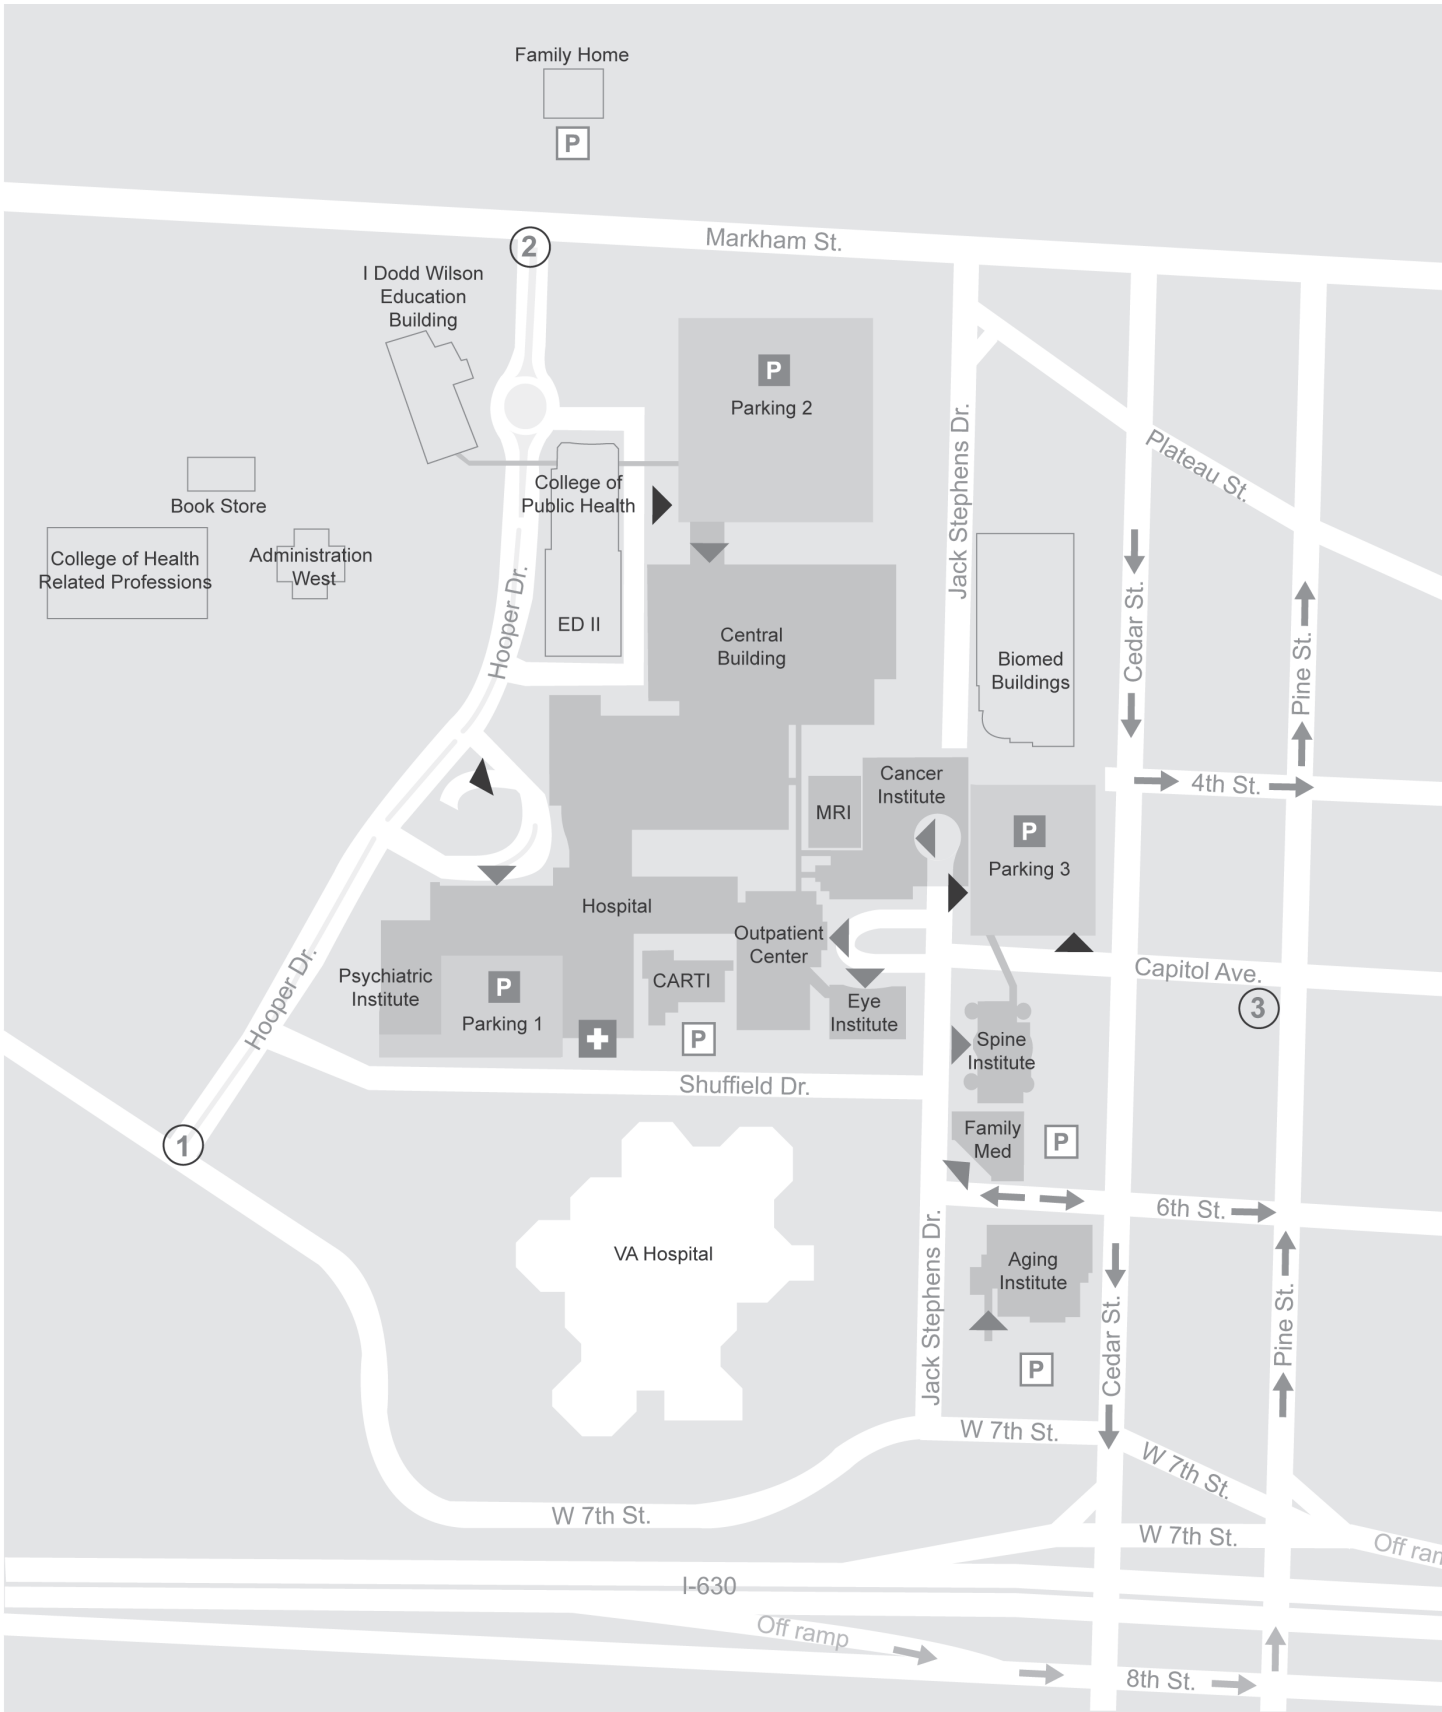 Family Home
P
Markham St.
2
I Dodd Wilson
Education
Building
P
Parking 2
Jack Stephens Dr.
Plateau St.
College of
Public Health
Book Store
College of Health
Related Professions
Administration
West
Hooper Dr.
ED II
Central
Building
Biomed
Buildings
Cedar St.
Pine St.
4th St.
Cancer
Institute
MRI
P
Parking 3
Hospital
Outpatient
Center
Capitol Ave.
3
Psychiatric
Institute
P
Parking 1
CARTI
P
Eye
Institute
Spine
Institute
Hooper Dr.
Shuffield Dr.
1
Family
Med
P
6th St.
VA Hospital
Aging
Institute
P
Jack Stephens Dr.
Cedar St.
Pine St.
W 7th St.
W 7th St.
W 7th St.
W 7th St.
Off ram
I-630
Off ramp
8th St.